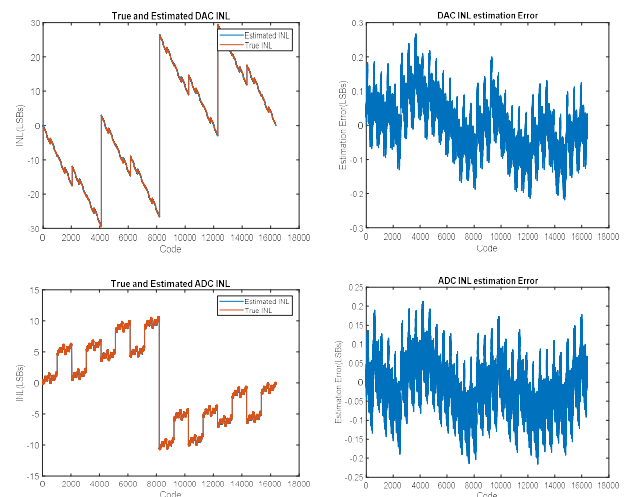 True and Estimated DAC INL
INL(LSBs)
30
20
10
0
-10
-20
-30
Estimated INL
True INL
0 2000 4000 6000 8000 10000 12000 14000 16000 18000
Code
DAC INL estimation Error
Estimation Error(LSBs)
0.3
0.2
0.1
0
-0.1
-0.2
-0.3
0 2000 4000 6000 8000 10000 12000 14000 16000 18000
Code
True and Estimated ADC INL
INL(LSBs)
15
10
5
0
-5
-10
-15
Estimated INL
True INL
0 2000 4000 6000 8000 10000 12000 14000 16000 18000
Code
ADC INL estimation Error
Estimation Error(LSBs)
0.25
0.2
0.15
0.1
0.05
0
-0.05
-0.1
-0.15
-0.2
-0.25
0 2000 4000 6000 8000 10000 12000 14000 16000 18000
Code